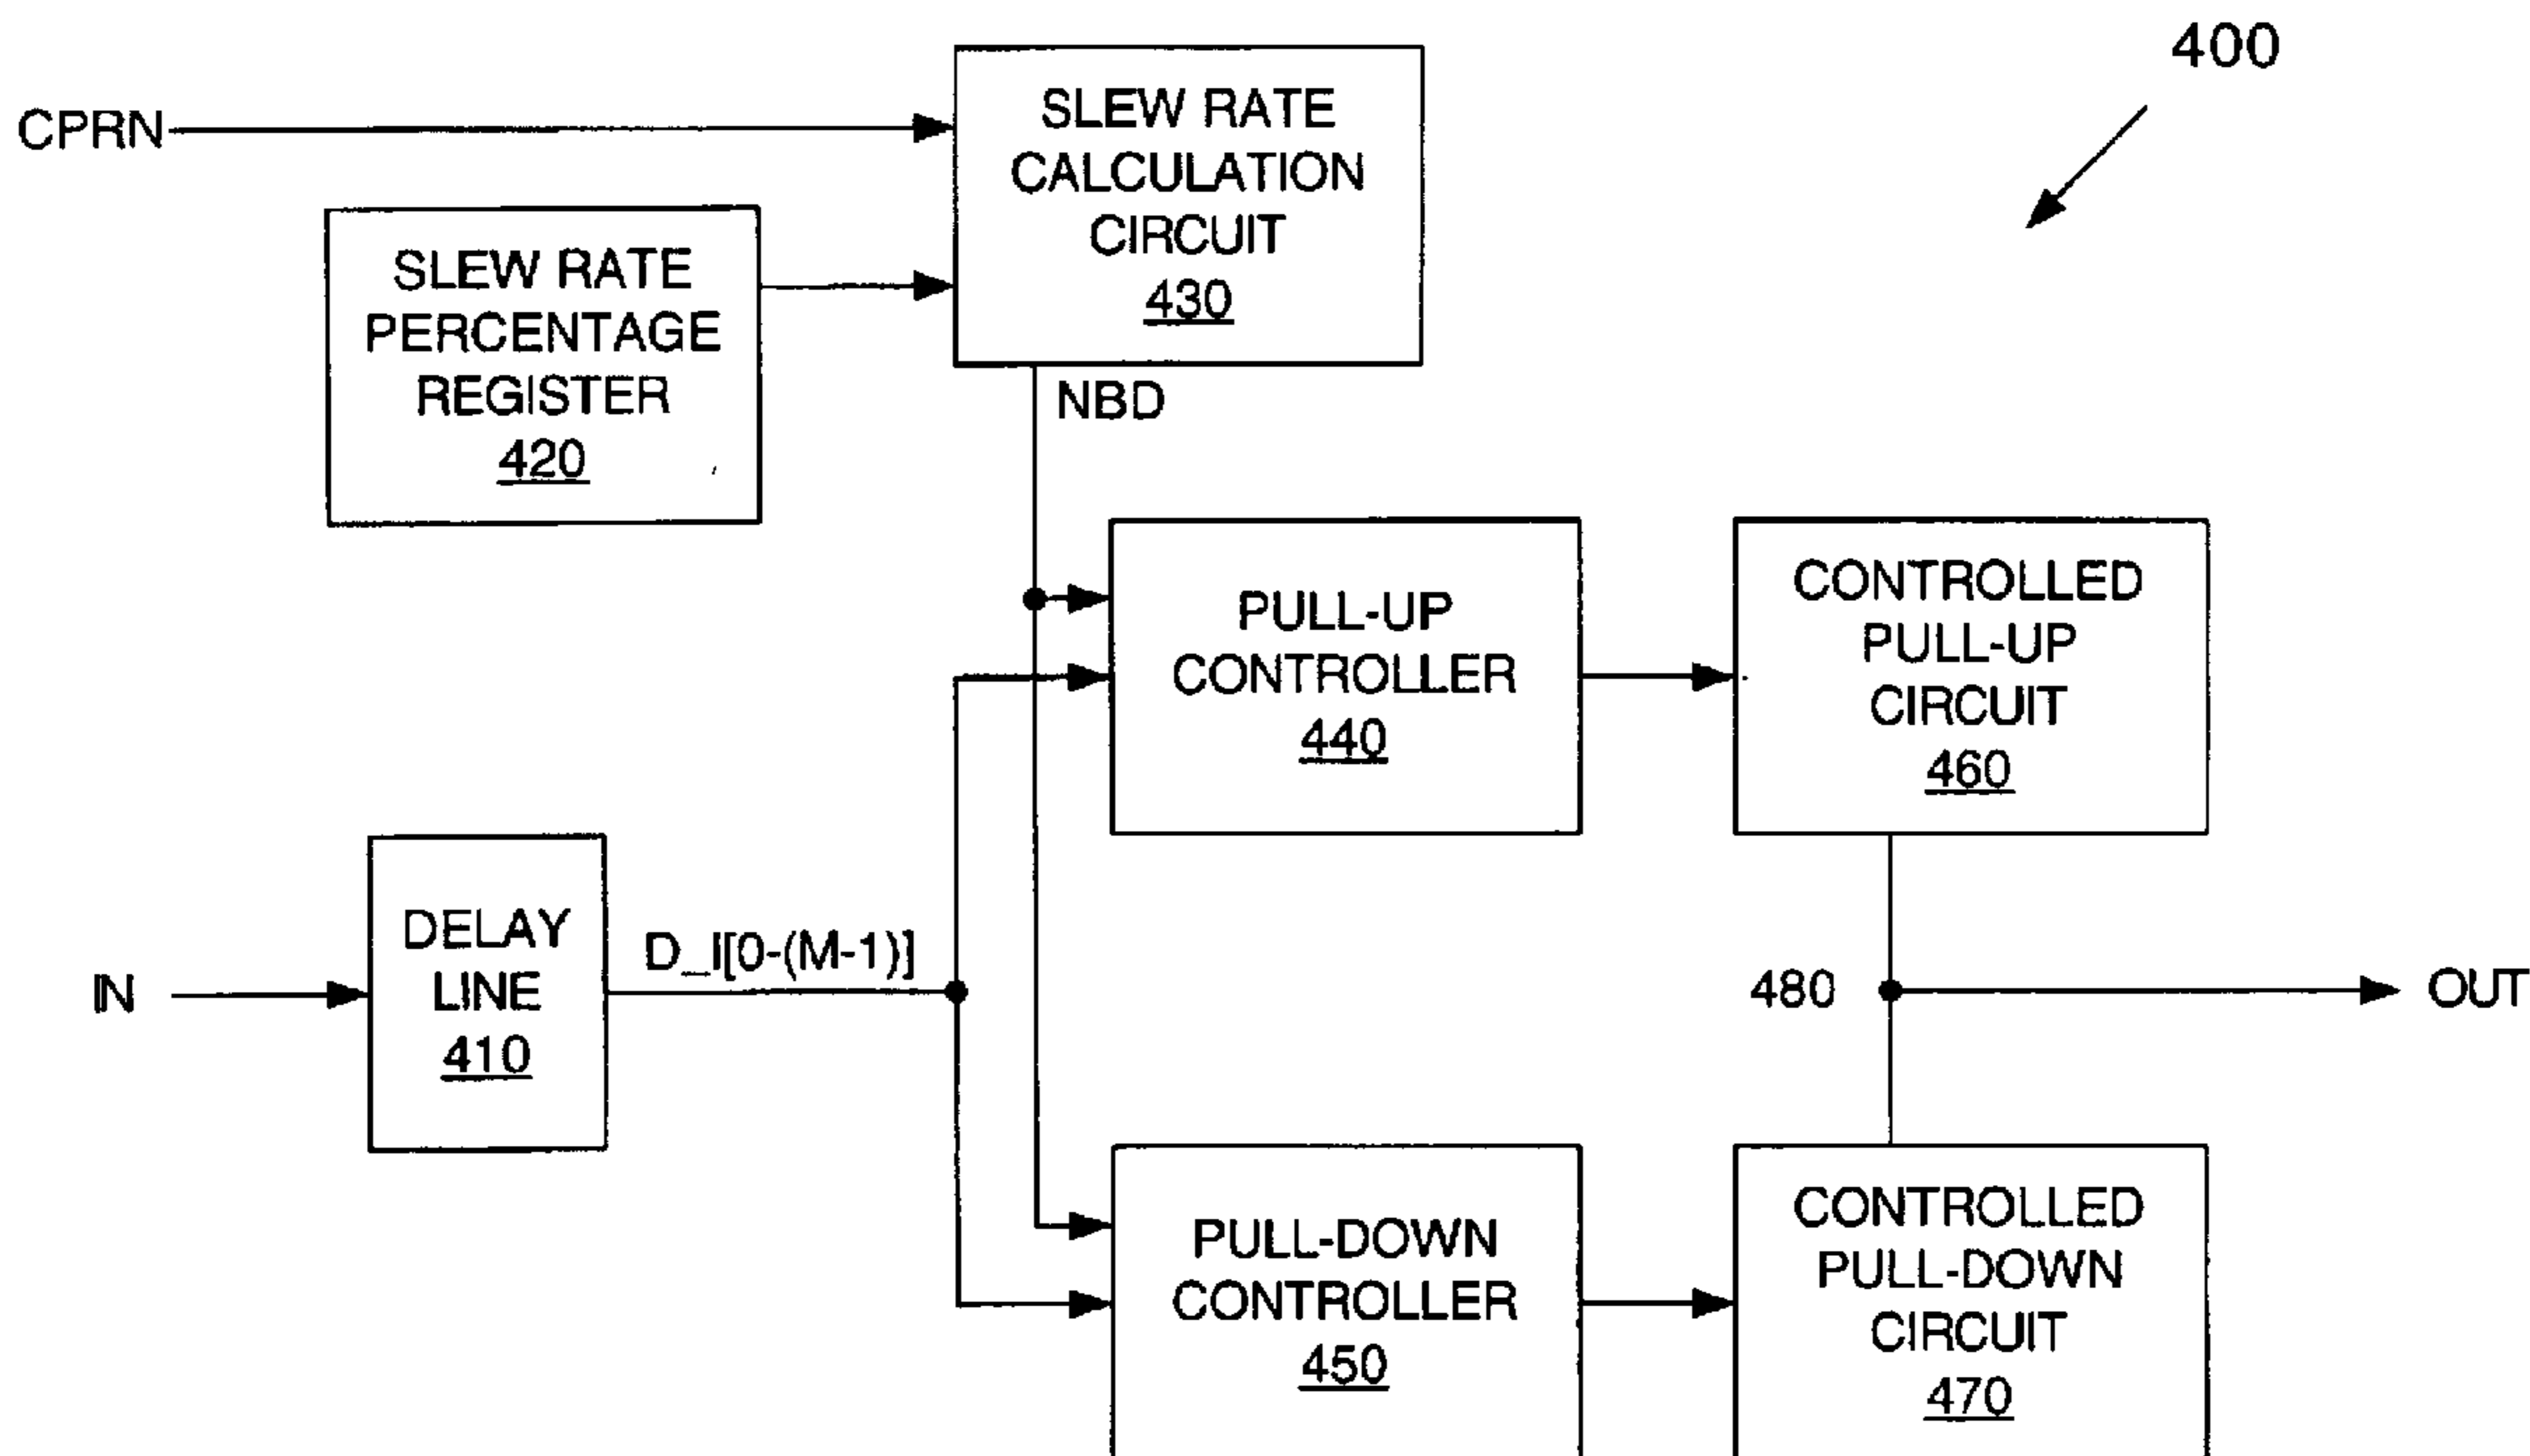 400
CPRN
SLEW RATE
CALCULATION
CIRCUIT
430
SLEW RATE
PERCENTAGE
REGISTER
420
NBD
PULL-UP
CONTROLLER
440
CONTROLLED
PULL-UP
CIRCUIT
460
IN
DELAY
LINE
410
D_I[0-(M-1)]
480
OUT
PULL-DOWN
CONTROLLER
450
CONTROLLED
PULL-DOWN
CIRCUIT
470